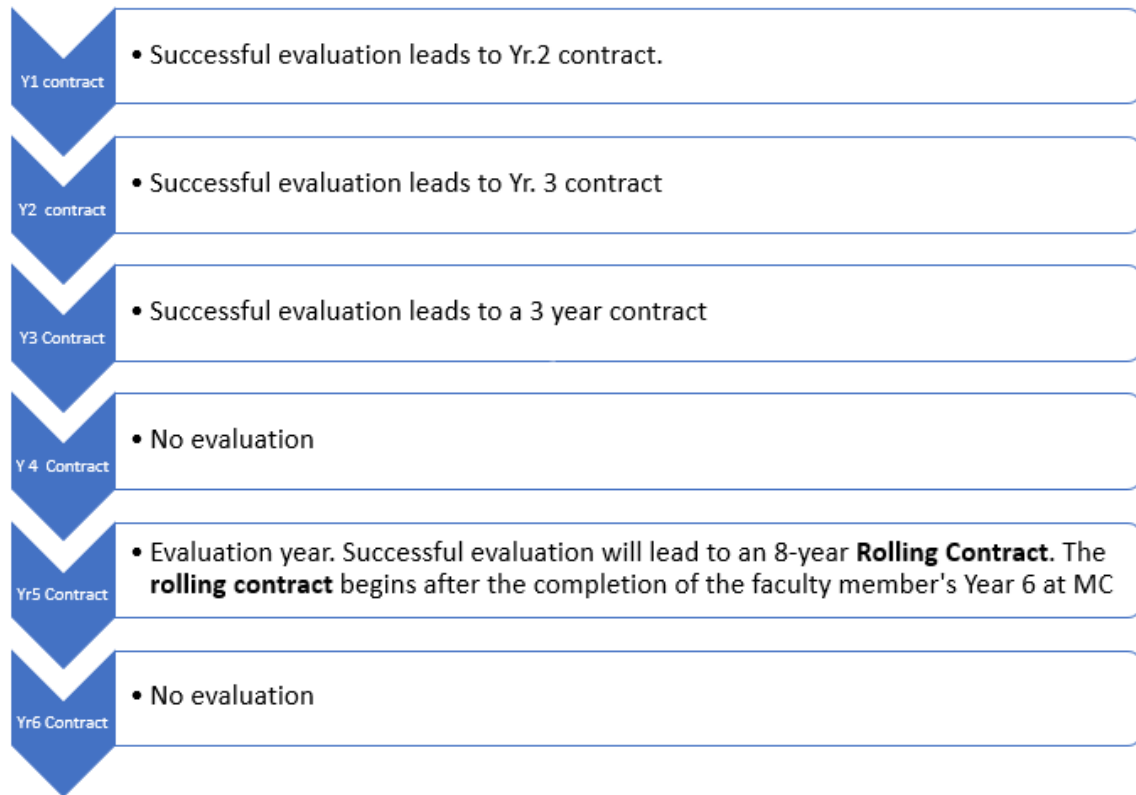 Y1 contract
• Successful evaluation leads to Yr.2 contract.
Y2 contract
• Successful evaluation leads to Yr. 3 contract
Y3 Contract
• Successful evaluation leads to a 3 year contract
Y 4 Contract
• No evaluation
Yr5 Contract
• Evaluation year. Successful evaluation will lead to an 8-year Rolling Contract. The
rolling contract begins after the completion of the faculty member's Year 6 at MC
Yr6 Contract
• No evaluation